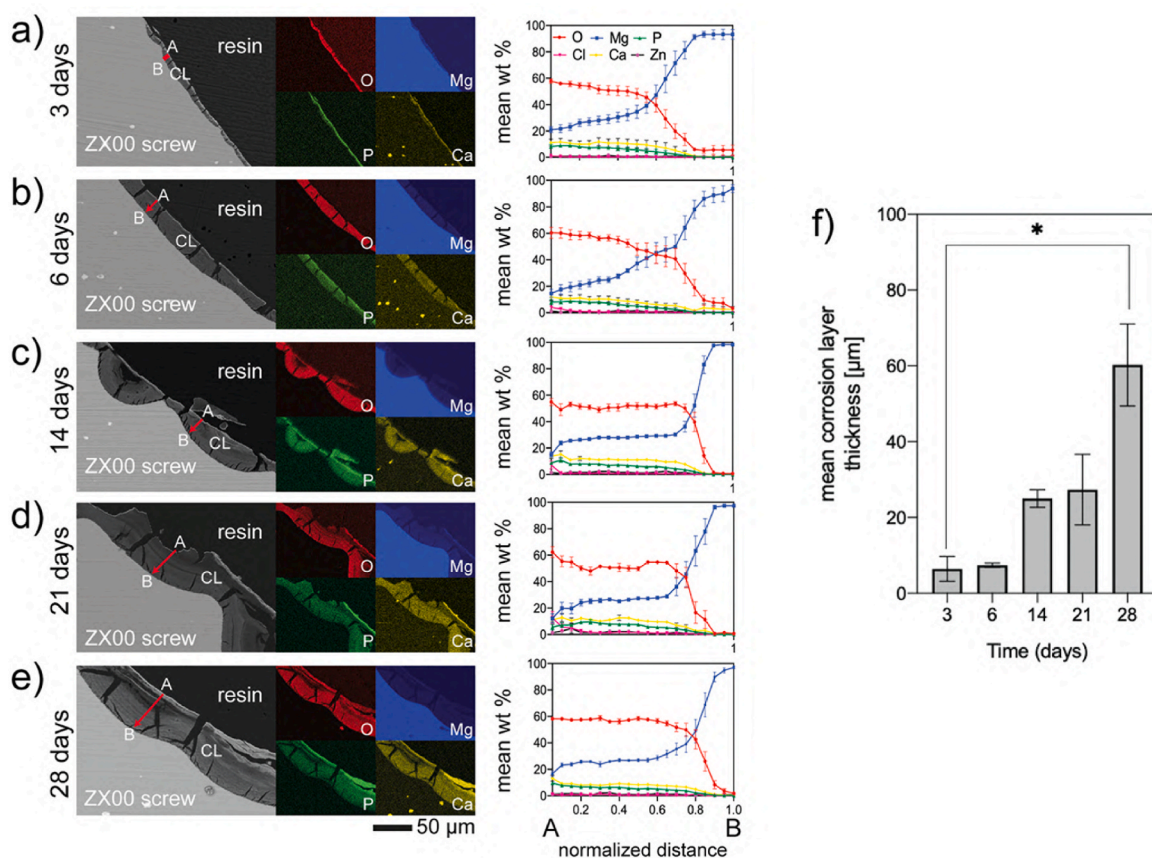 a)
3 days
A
B
CL
resin
ZX00 screw
O
Mg
P
Ca
mean wt %
100
80
60
40
20
0
O Mg P
Cl Ca Zn
1
b)
6 days
A
B
CL
resin
ZX00 screw
O
Mg
P
Ca
mean wt %
100
80
60
40
20
0
1
c)
14 days
A
B
CL
resin
ZX00 screw
O
Mg
P
Ca
mean wt %
100
80
60
40
20
0
1
d)
21 days
A
B
CL
resin
ZX00 screw
O
Mg
P
Ca
mean wt %
100
80
60
40
20
0
1
e)
28 days
A
B
CL
resin
ZX00 screw
O
Mg
P
Ca
50 µm
mean wt %
100
80
60
40
20
0
0.2 0.4 0.6 0.8 1.0
A B
normalized distance
f)
mean corrosion layer
thickness [µm]
100
80
60
40
20
0
*
3 6 14 21 28
Time (days)